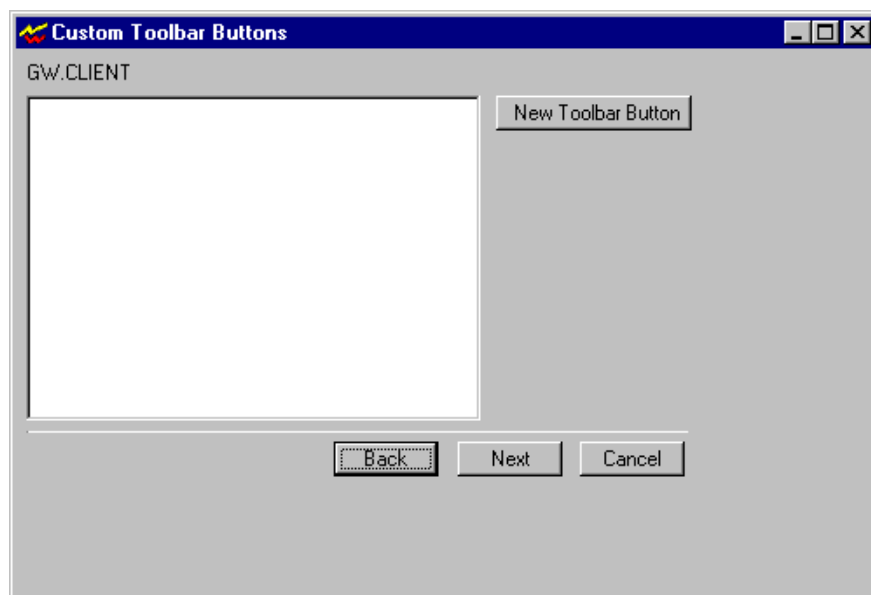 Custom Toolbar Buttons
GW.CLIENT
New Toolbar Button
Back
Next
Cancel